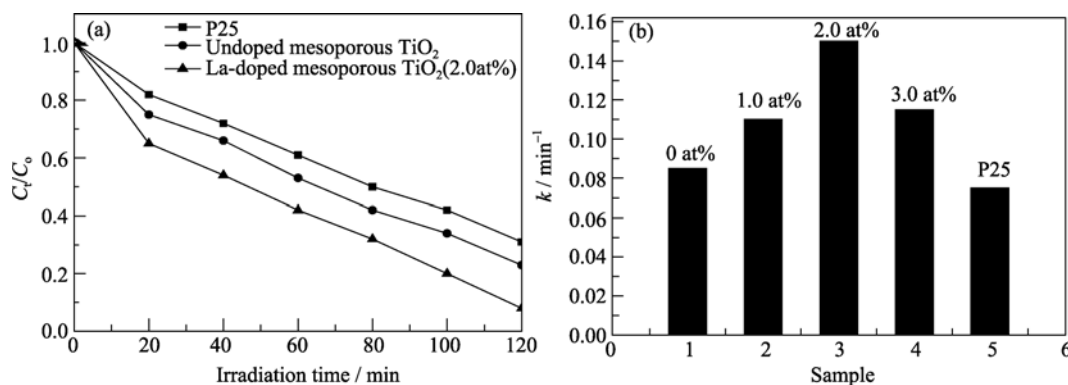 (a)
P25
Undoped mesoporous TiO₂
La-doped mesoporous TiO₂(2.0at%)
1.0
0.8
0.6
0.4
0.2
0.0
Cₜ/Cₒ
0 20 40 60 80 100 120
Irradiation time / min
(b)
0.16
0.14
0.12
0.10
0.08
0.06
0.04
0.02
0.00
k / min⁻¹
0 at%
1.0 at%
2.0 at%
3.0 at%
P25
0 1 2 3 4 5 6
Sample